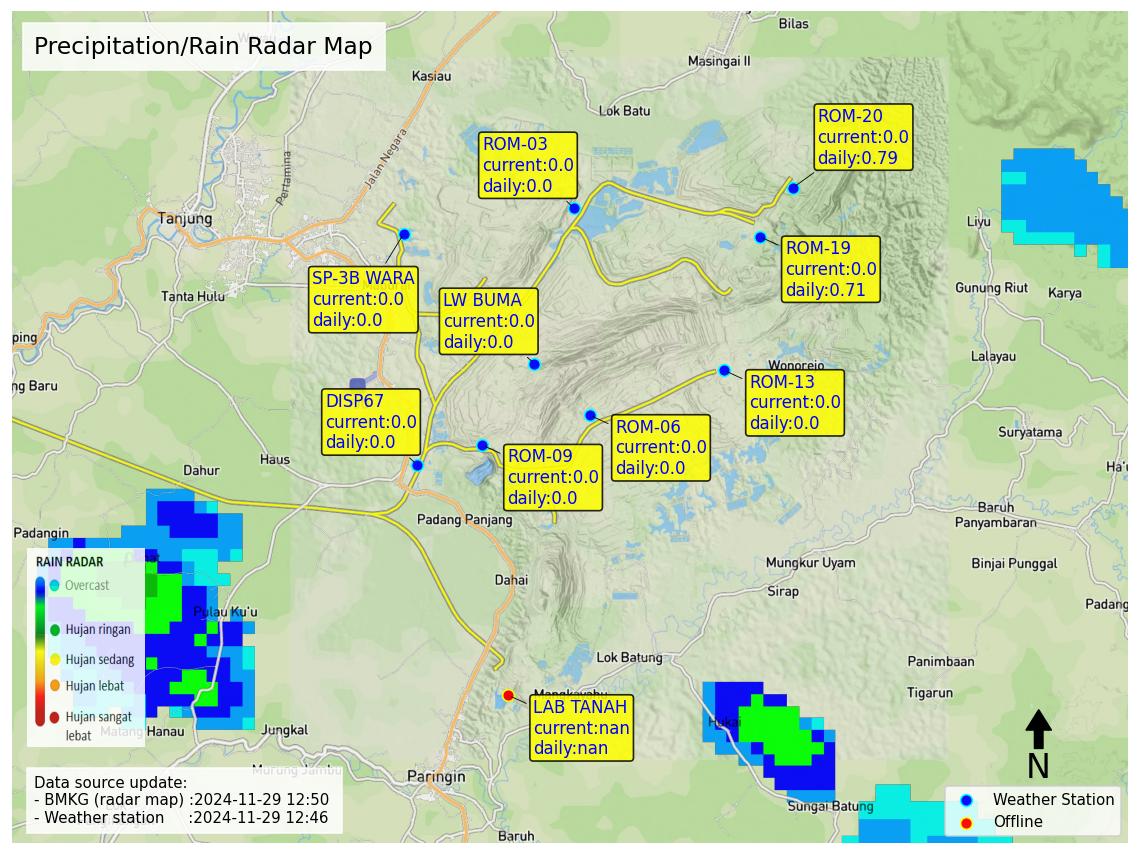 Precipitation/Rain Radar Map
Bilas
Masingai II
Kasiau
Lok Batu
Jalan Negara
Pertamina
Tanjung
Tanta Hulu
ROM-03
current:0.0
daily:0.0
ROM-20
current:0.0
daily:0.79
ROM-19
current:0.0
daily:0.71
SP-3B WARA
current:0.0
daily:0.0
LW BUMA
current:0.0
daily:0.0
Liyu
Gunung Riut
Karya
Lalayau
ping
ng Baru
Wonorejo
ROM-13
current:0.0
daily:0.0
DISP67
current:0.0
daily:0.0
ROM-06
current:0.0
daily:0.0
ROM-09
current:0.0
daily:0.0
Suryatama
Ha'u
Haus
Dahur
Padangin
Padang Panjang
Baruh
Panyambaran
Binjai Punggal
Mungkur Uyam
Sirap
Padang
Dahai
Pulau Ku'u
RAIN RADAR
Overcast
Hujan ringan
Hujan sedang
Hujan lebat
Hujan sangat
lebat
Lok Batung
Panimbaan
Tigarun
Mangkayahu
LAB TANAH
current:nan
daily:nan
Hukai
Matang Hanau
Jungkal
Murung Jambu
Paringin
Baruh
Sungai Batung
N
Data source update:
- BMKG (radar map) :2024-11-29 12:50
- Weather station :2024-11-29 12:46
Weather Station
Offline